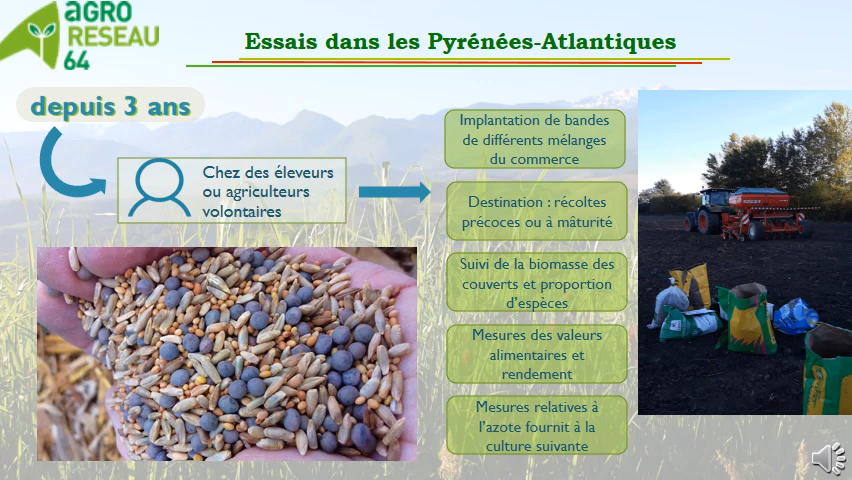 AGRO
RESEAU
64
Essais dans les Pyrénées-Atlantiques
depuis 3 ans
Chez des éleveurs
ou agriculteurs
volontaires
Implantation de bandes
de différents mélanges
du commerce
Destination : récoltes
précoces ou à mâturité
Suivi de la biomasse des
couverts et proportion
d'espèces
Mesures des valeurs
alimentaires et
rendement
Mesures relatives à
l'azote fournit à la
culture suivante